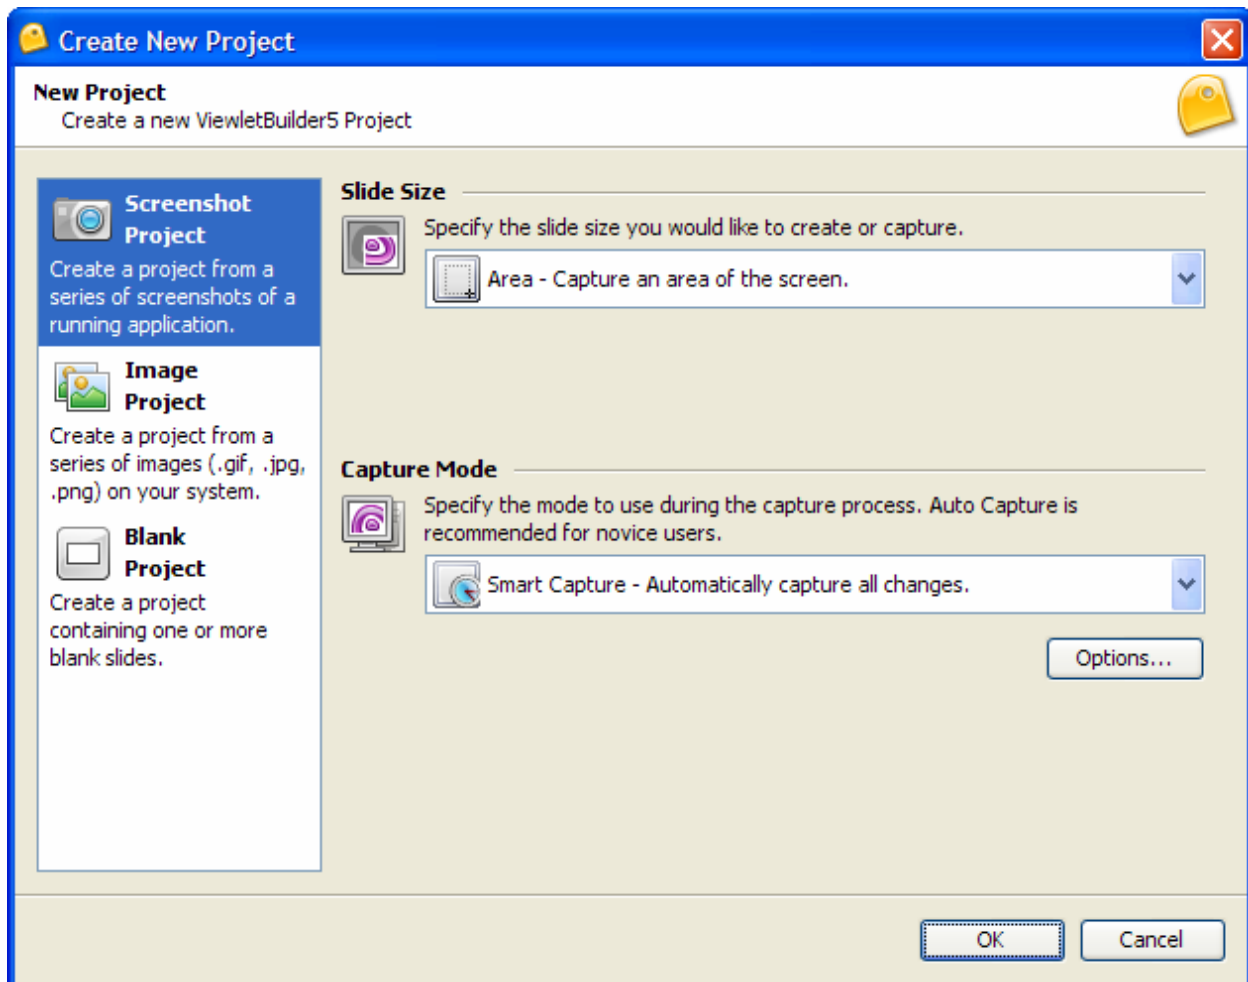 Create New Project
New Project
Create a new ViewletBuilder5 Project
Screenshot
Project
Create a project from a
series of screenshots of a
running application.
Image
Project
Create a project from a
series of images (.gif, .jpg,
.png) on your system.
Blank
Project
Create a project
containing one or more
blank slides.
Slide Size
Specify the slide size you would like to create or capture.
Area - Capture an area of the screen.
Capture Mode
Specify the mode to use during the capture process. Auto Capture is
recommended for novice users.
Smart Capture - Automatically capture all changes.
Options...
OK
Cancel